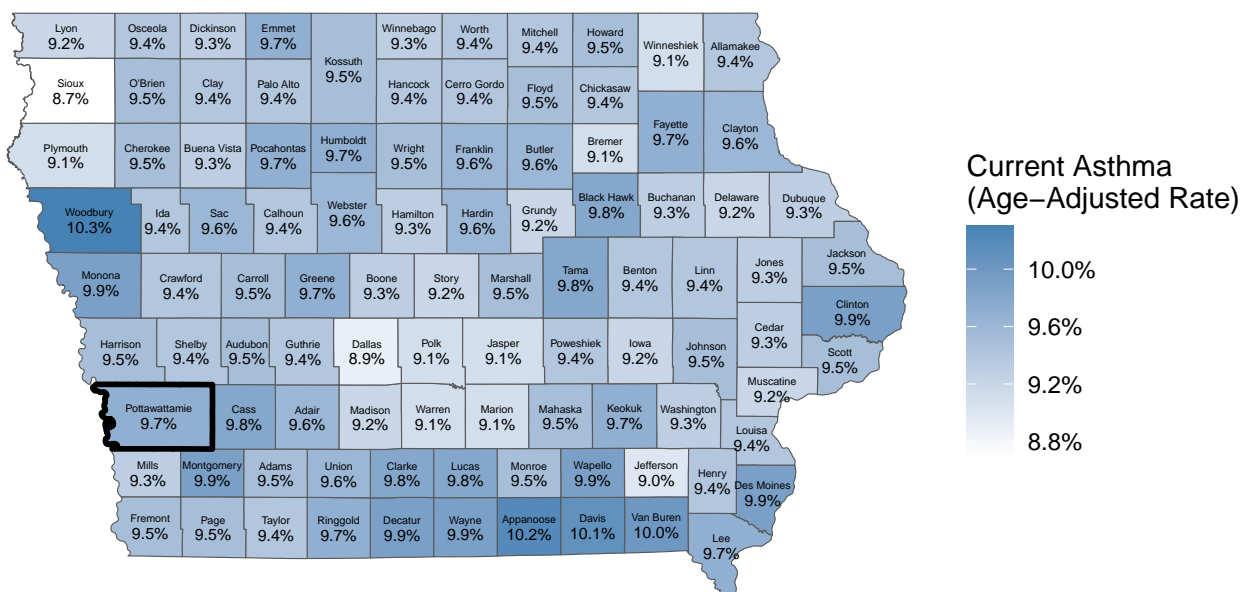 Lyon
9.2%
Osceola
9.4%
Dickinson
9.3%
Emmet
9.7%
Kossuth
9.5%
Winnebago
9.3%
Worth
9.4%
Mitchell
9.4%
Howard
9.5%
Winneshiek
9.1%
Allamakee
9.4%
Sioux
8.7%
O'Brien
9.5%
Clay
9.4%
Palo Alto
9.4%
Hancock
9.4%
Cerro Gordo
9.4%
Floyd
9.5%
Chickasaw
9.4%
Fayette
9.7%
Clayton
9.6%
Plymouth
9.1%
Cherokee
9.5%
Buena Vista
9.3%
Pocahontas
9.7%
Humboldt
9.7%
Wright
9.5%
Franklin
9.6%
Butler
9.6%
Bremer
9.1%
Woodbury
10.3%
Ida
9.4%
Sac
9.6%
Calhoun
9.4%
Webster
9.6%
Hamilton
9.3%
Hardin
9.6%
Grundy
9.2%
Black Hawk
9.8%
Buchanan
9.3%
Delaware
9.2%
Dubuque
9.3%
Monona
9.9%
Crawford
9.4%
Carroll
9.5%
Greene
9.7%
Boone
9.3%
Story
9.2%
Marshall
9.5%
Tama
9.8%
Benton
9.4%
Linn
9.4%
Jones
9.3%
Jackson
9.5%
Clinton
9.9%
Harrison
9.5%
Shelby
9.4%
Audubon
9.5%
Guthrie
9.4%
Dallas
8.9%
Polk
9.1%
Jasper
9.1%
Poweshiek
9.4%
Iowa
9.2%
Johnson
9.5%
Cedar
9.3%
Scott
9.5%
Muscatine
9.2%
Pottawattamie
9.7%
Cass
9.8%
Adair
9.6%
Madison
9.2%
Warren
9.1%
Marion
9.1%
Mahaska
9.5%
Keokuk
9.7%
Washington
9.3%
Louisa
9.4%
Mills
9.3%
Montgomery
9.9%
Adams
9.5%
Union
9.6%
Clarke
9.8%
Lucas
9.8%
Monroe
9.5%
Wapello
9.9%
Jefferson
9.0%
Henry
9.4%
Des Moines
9.9%
Fremont
9.5%
Page
9.5%
Taylor
9.4%
Ringgold
9.7%
Decatur
9.9%
Wayne
9.9%
Appanoose
10.2%
Davis
10.1%
Van Buren
10.0%
Lee
9.7%
Current Asthma
(Age−Adjusted Rate)
10.0%
9.6%
9.2%
8.8%